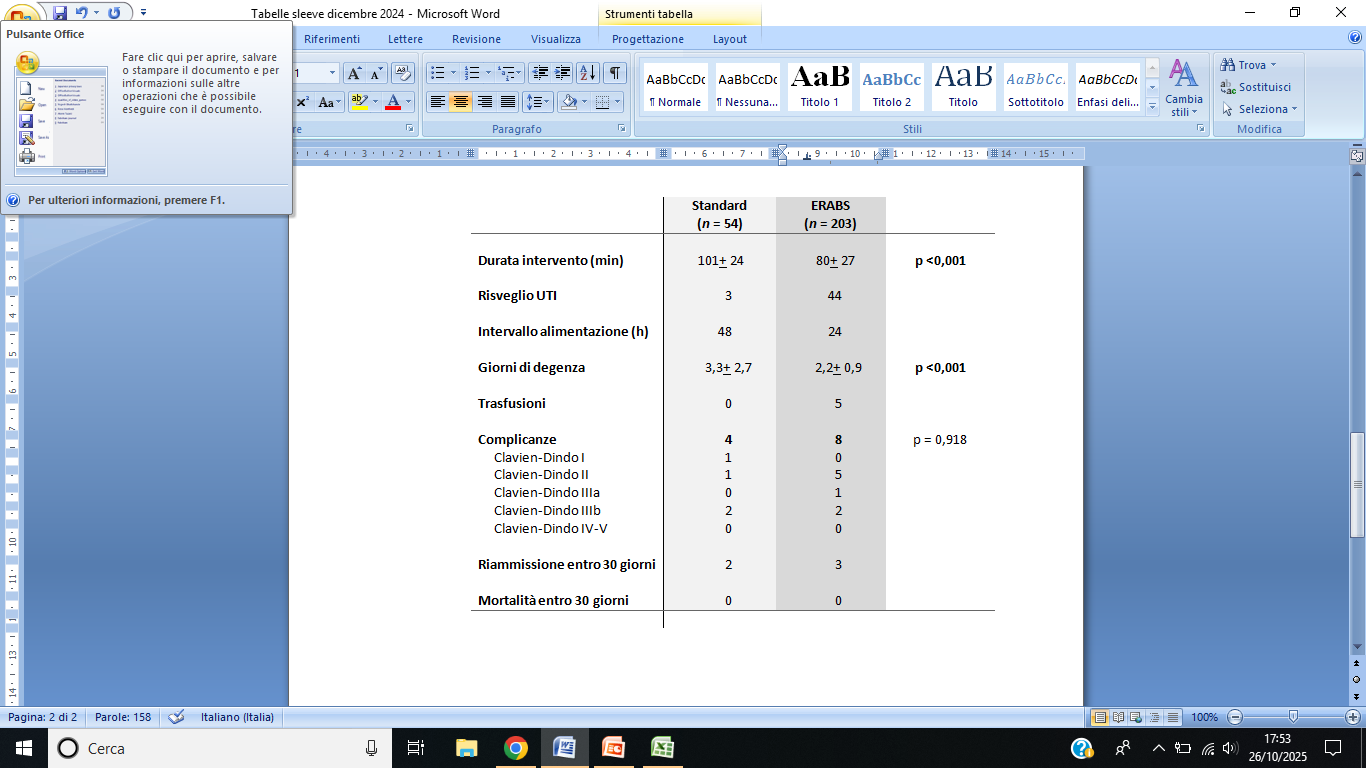 Tabelle sleeve dicembre 2024 - Microsoft Word
Strumenti tabella
Pulsante Office
Fare clic qui per aprire, salvare
o stampare il documento e per
informazioni sulle altre
operazioni che è possibile
eseguire con il documento.
Per ulteriori informazioni, premere F1.
Riferimenti Lettere Revisione Visualizza Progettazione Layout
AaBbCcDc AaBbCcDc AaB AaBbCc AaB AaBbCc AaBbCcDc
¶ Normale ¶ Nessuna... Titolo 1 Titolo 2 Titolo Sottotitolo Enfasi deli...
Cambia
stili
Trova
Sostituisci
Seleziona
re Paragrafo Stili Modifica
Standard ERABS
(n = 54) (n = 203)
Durata intervento (min) 101+ 24 80+ 27 p <0,001
Risveglio UTI 3 44
Intervallo alimentazione (h) 48 24
Giorni di degenza 3,3+ 2,7 2,2+ 0,9 p <0,001
Trasfusioni 0 5
Complicanze 4 8 p = 0,918
Clavien-Dindo I 1 0
Clavien-Dindo II 1 5
Clavien-Dindo IIIa 0 1
Clavien-Dindo IIIb 2 2
Clavien-Dindo IV-V 0 0
Riammissione entro 30 giorni 2 3
Mortalità entro 30 giorni 0 0
Pagina: 2 di 2 Parole: 158 Italiano (Italia) 100%
Cerca
17:53
26/10/2025